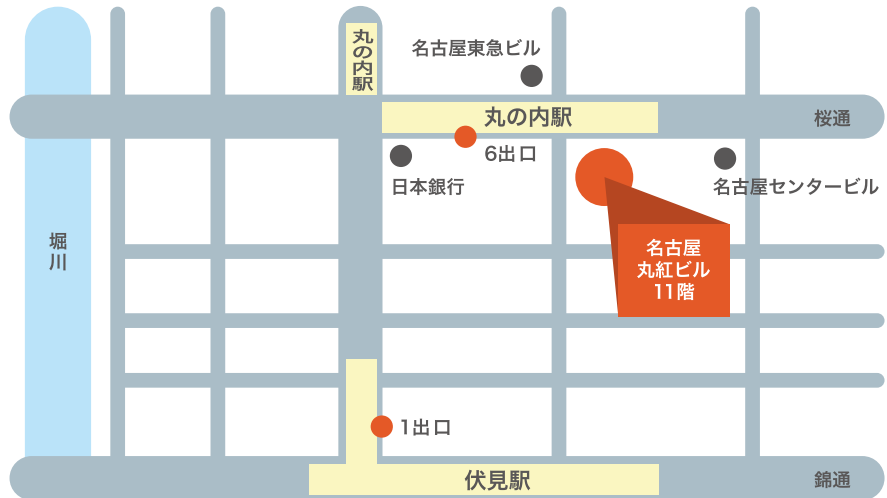 丸の内駅
名古屋東急ビル
丸の内駅
桜通
6出口
日本銀行
名古屋センタービル
堀川
名古屋
丸紅ビル
11階
1出口
伏見駅
錦通